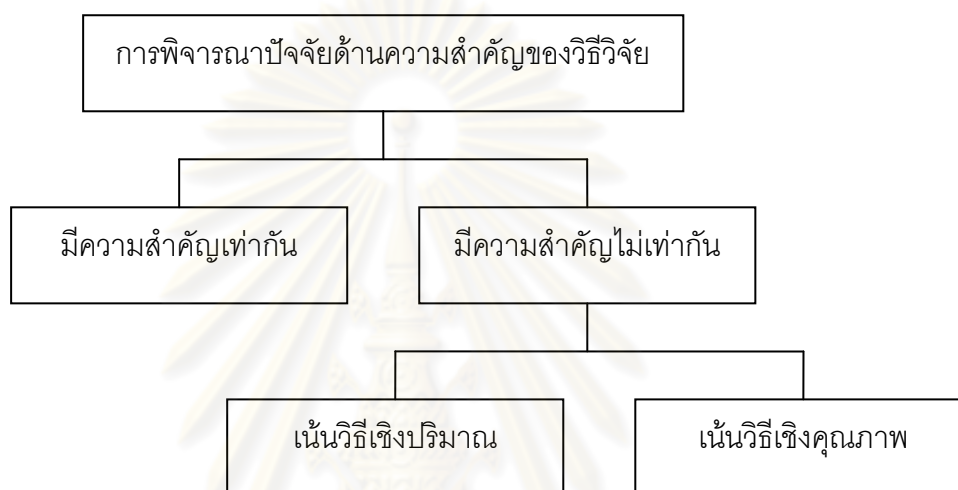 การพิจารณาปัจจัยด้านความสำคัญของวิธีวิจัย
มีความสำคัญเท่ากัน
มีความสำคัญไม่เท่ากัน
เน้นวิธีเชิงปริมาณ
เน้นวิธีเชิงคุณภาพ